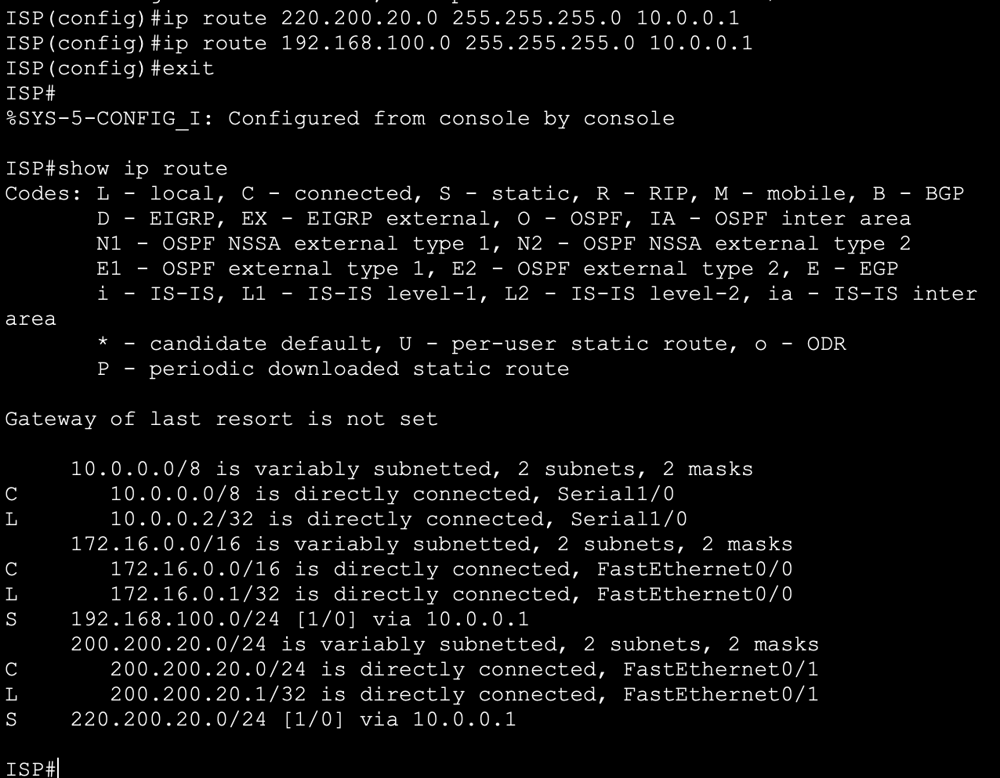 ISP(config)#ip route 220.200.20.0 255.255.255.0 10.0.0.1
ISP(config)#ip route 192.168.100.0 255.255.255.0 10.0.0.1
ISP(config)#exit
ISP#
%SYS-5-CONFIG_I: Configured from console by console
ISP#show ip route
Codes: L - local, C - connected, S - static, R - RIP, M - mobile, B - BGP
D - EIGRP, EX - EIGRP external, O - OSPF, IA - OSPF inter area
N1 - OSPF NSSA external type 1, N2 - OSPF NSSA external type 2
E1 - OSPF external type 1, E2 - OSPF external type 2, E - EGP
i - IS-IS, L1 - IS-IS level-1, L2 - IS-IS level-2, ia - IS-IS inter
area
* - candidate default, U - per-user static route, o - ODR
P - periodic downloaded static route
Gateway of last resort is not set
10.0.0.0/8 is variably subnetted, 2 subnets, 2 masks
C 10.0.0.0/8 is directly connected, Serial1/0
L 10.0.0.2/32 is directly connected, Serial1/0
172.16.0.0/16 is variably subnetted, 2 subnets, 2 masks
C 172.16.0.0/16 is directly connected, FastEthernet0/0
L 172.16.0.1/32 is directly connected, FastEthernet0/0
S 192.168.100.0/24 [1/0] via 10.0.0.1
200.200.20.0/24 is variably subnetted, 2 subnets, 2 masks
C 200.200.20.0/24 is directly connected, FastEthernet0/1
L 200.200.20.1/32 is directly connected, FastEthernet0/1
S 220.200.20.0/24 [1/0] via 10.0.0.1
ISP#